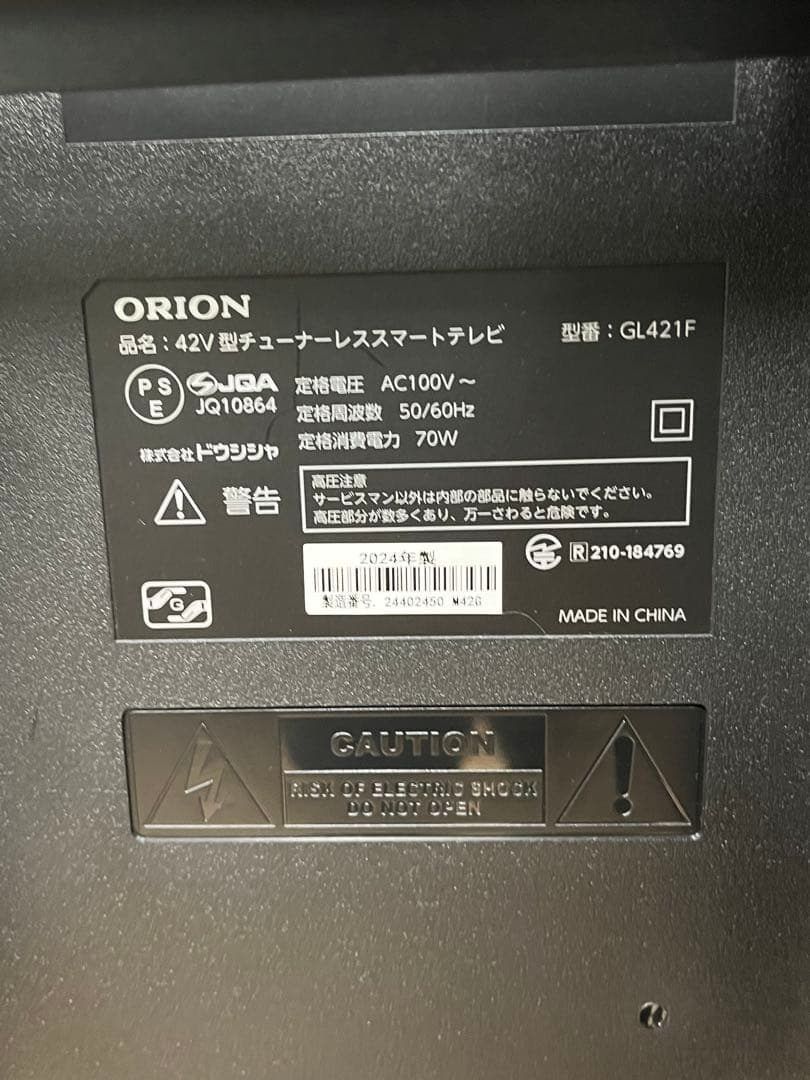 ORION
品名：42V型チューナーレススマートテレビ 型番：GL421F
PSE JQA 定格電圧 AC100V～
JQ10864 定格周波数 50/60Hz
定格消費電力 70W
株式会社ドウシシャ
高圧注意
警告 サービスマン以外は内部の部品に触らないでください。
高圧部分が数多くあり、万一さわると危険です。
2024年製
R 210-184769
製造番号. 24402450 M42G
G
MADE IN CHINA
CAUTION
RISK OF ELECTRIC SHOCK
DO NOT OPEN